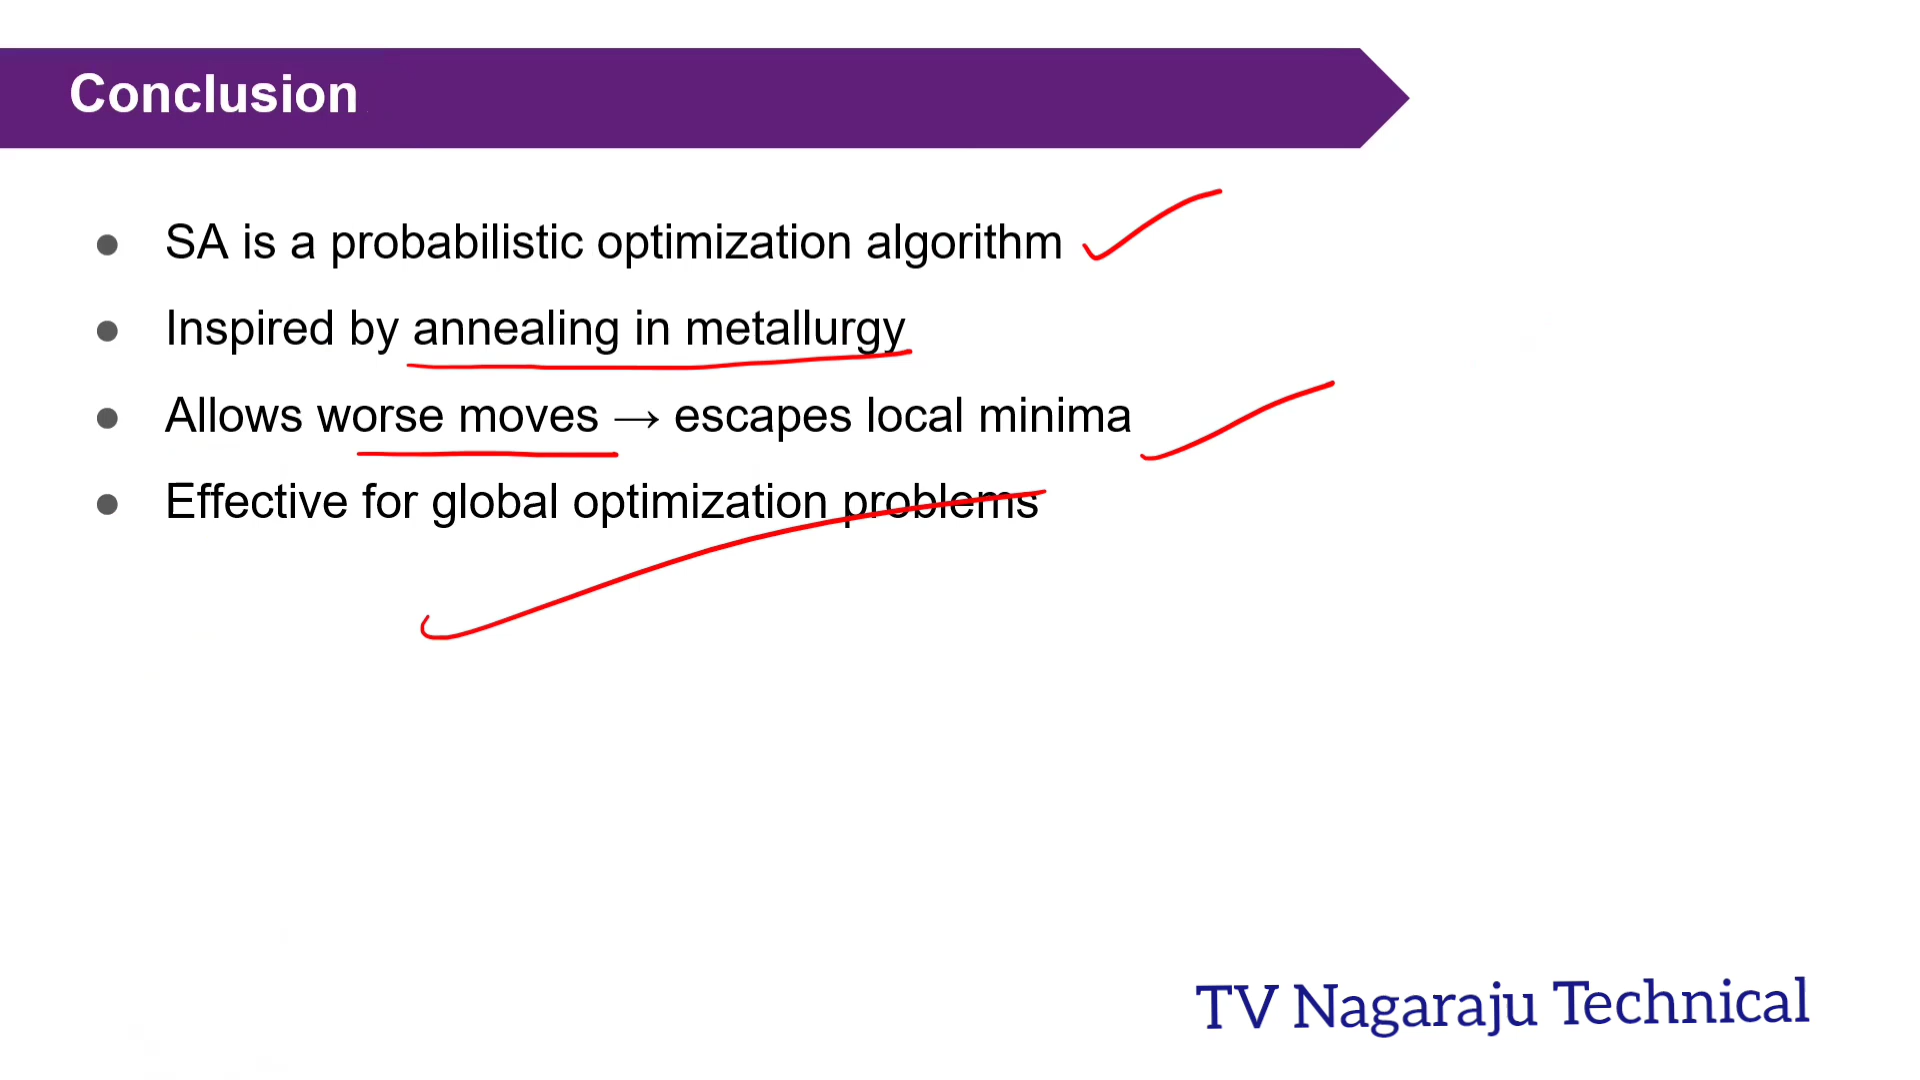 Conclusion
● SA is a probabilistic optimization algorithm
● Inspired by annealing in metallurgy
● Allows worse moves → escapes local minima
● Effective for global optimization problems
TV Nagaraju Technical